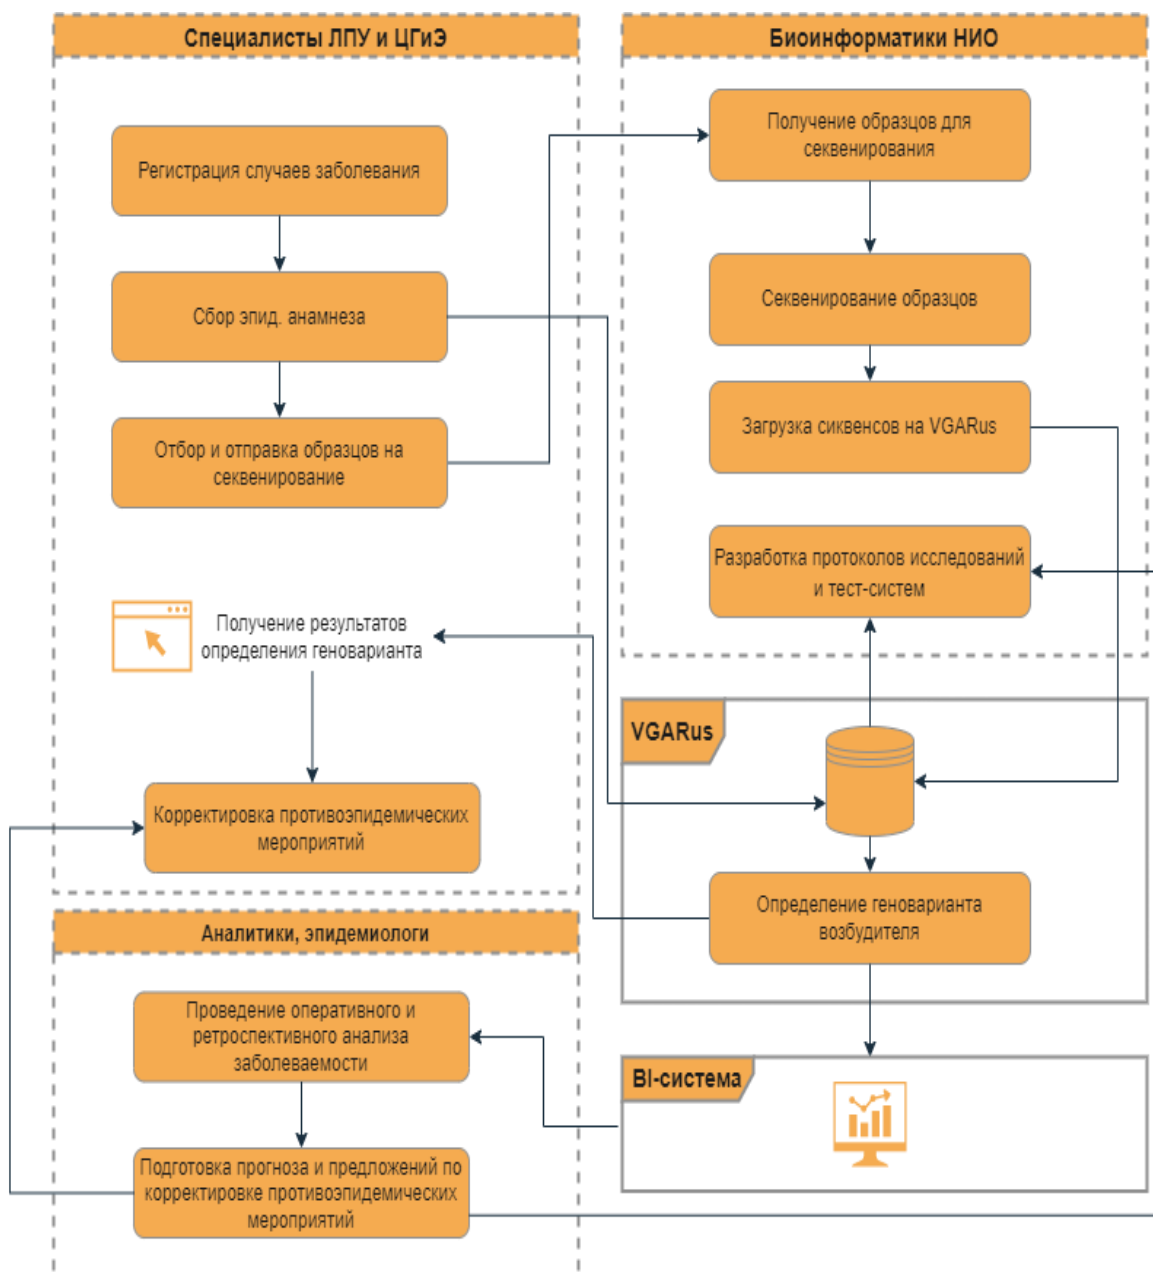 Специалисты ЛПУ и ЦГиЭ
Регистрация случаев заболевания
Сбор эпид. анамнеза
Отбор и отправка образцов на
секвенирование
Получение результатов
определения геноварианта
Корректировка противоэпидемических
мероприятий
Биоинформатики НИО
Получение образцов для
секвенирования
Секвенирование образцов
Загрузка сиквенсов на VGARus
Разработка протоколов исследований
и тест-систем
VGARus
Определение геноварианта
возбудителя
BI-система
Аналитики, эпидемиологи
Проведение оперативного и
ретроспективного анализа
заболеваемости
Подготовка прогноза и предложений по
корректировке противоэпидемических
мероприятий